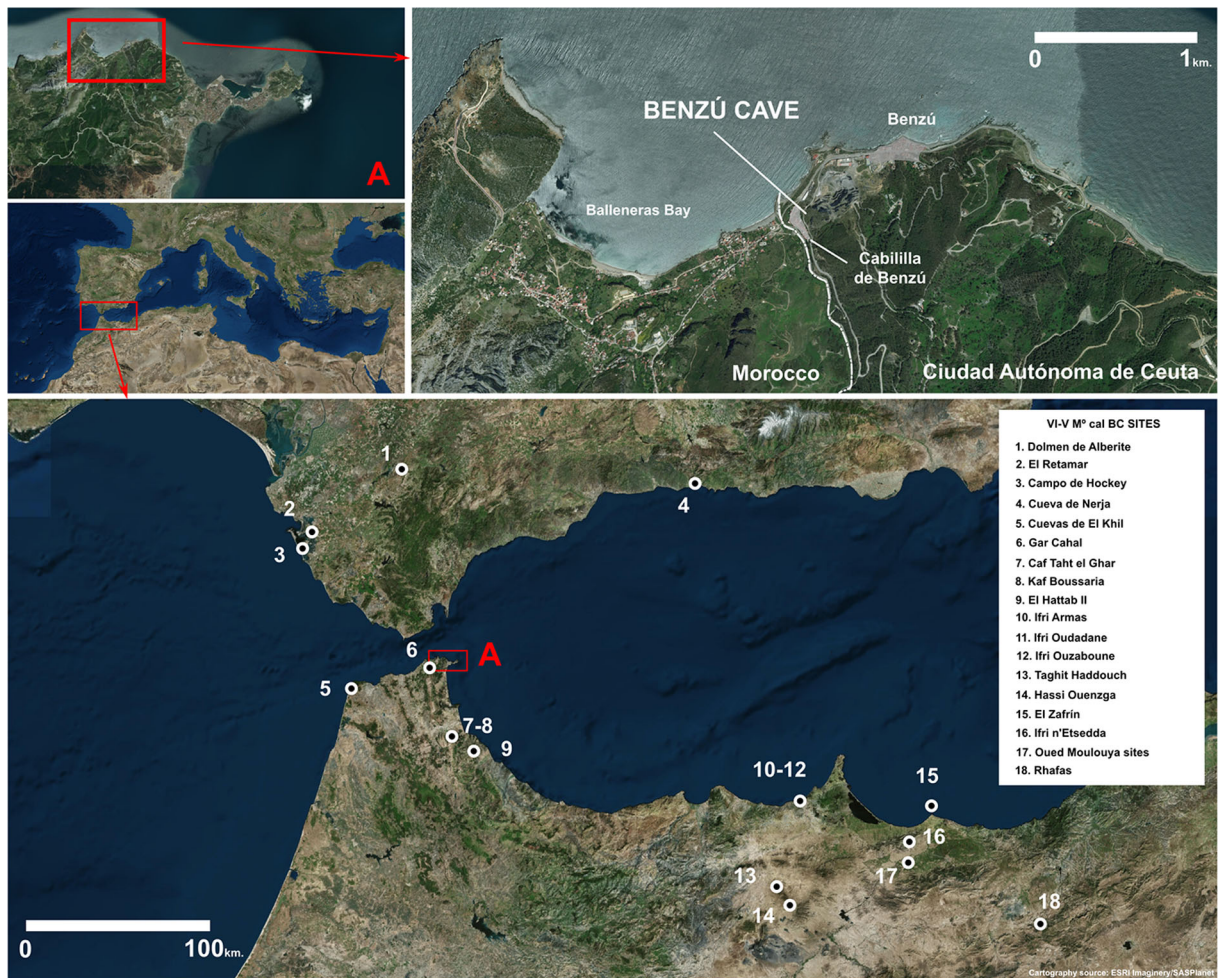 A
0
1 km.
BENZÚ CAVE
Benzú
Balleneras Bay
Cabililla
de Benzú
Morocco
Ciudad Autónoma de Ceuta
VI-V Mº cal BC SITES
1. Dolmen de Alberite
2. El Retamar
3. Campo de Hockey
4. Cueva de Nerja
5. Cuevas de El Khil
6. Gar Cahal
7. Caf Taht el Ghar
8. Kaf Boussaria
9. El Hattab II
10. Ifri Armas
11. Ifri Oudadane
12. Ifri Ouzaboune
13. Taghit Haddouch
14. Hassi Ouenzga
15. El Zafrín
16. Ifri n'Etsedda
17. Oued Moulouya sites
18. Rhafas
1
2
3
4
6
A
5
7-8
9
10-12
15
16
17
13
14
18
0
100 km.
Cartography source: ESRi Imaginery/SASPlanet